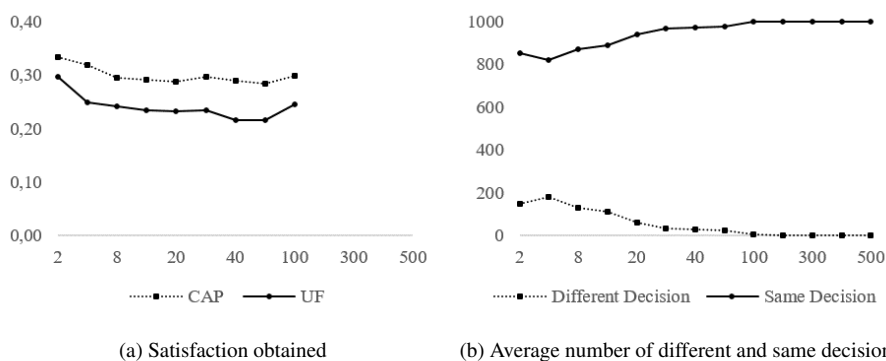 0,40
0,30
0,20
0,10
0,00
2 8 20 40 100 300 500
CAP UF
(a) Satisfaction obtained
1000
800
600
400
200
0
2 8 20 40 100 300 500
Different Decision Same Decision
(b) Average number of different and same decision